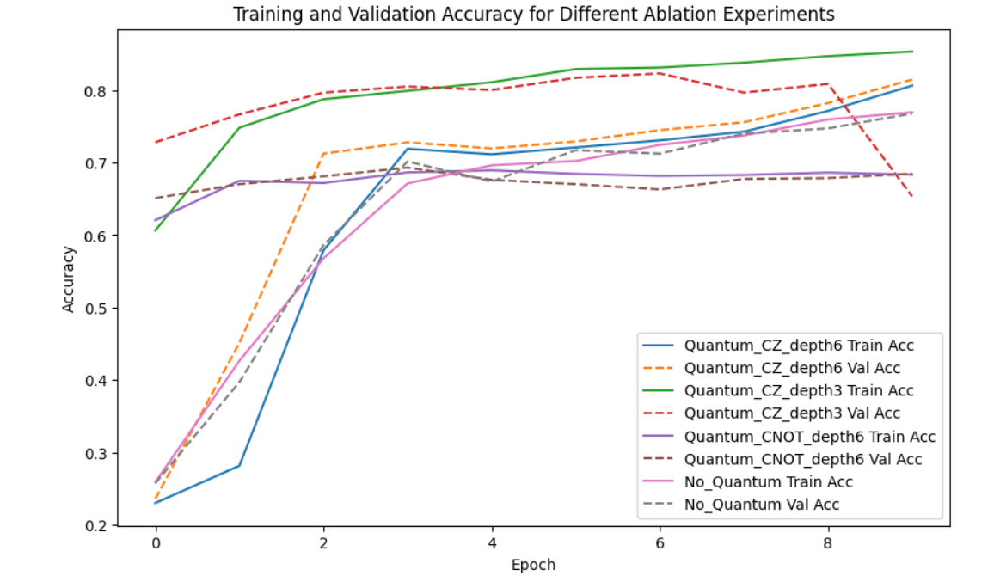 Training and Validation Accuracy for Different Ablation Experiments
Accuracy
0.8
0.7
0.6
0.5
0.4
0.3
0.2
Quantum_CZ_depth6 Train Acc
Quantum_CZ_depth6 Val Acc
Quantum_CZ_depth3 Train Acc
Quantum_CZ_depth3 Val Acc
Quantum_CNOT_depth6 Train Acc
Quantum_CNOT_depth6 Val Acc
No_Quantum Train Acc
No_Quantum Val Acc
0 2 4 6 8
Epoch